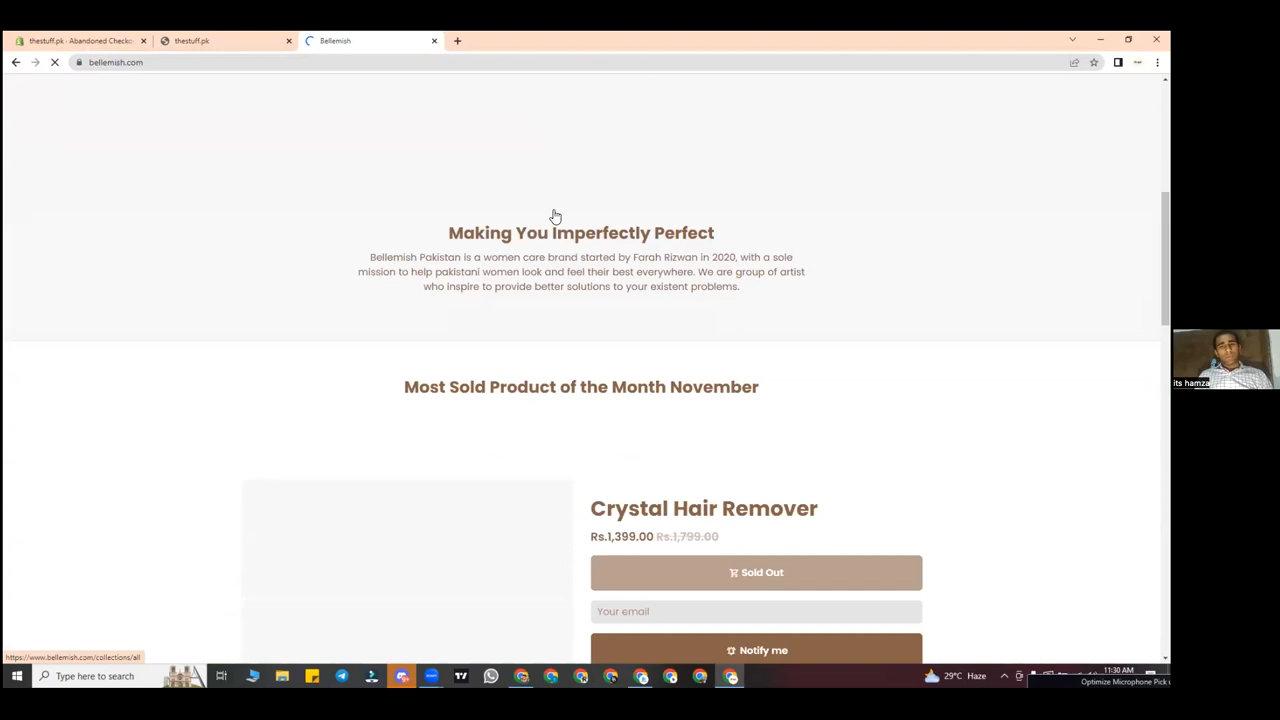 thestuff.pk - Abandoned Checko
thestuff.pk
Bellemish
bellemish.com
Making You Imperfectly Perfect
Bellemish Pakistan is a women care brand started by Farah Rizwan in 2020, with a sole
mission to help pakistani women look and feel their best everywhere. We are group of artist
who inspire to provide better solutions to your existent problems.
its hamza
Most Sold Product of the Month November
Crystal Hair Remover
Rs.1,399.00 Rs.1,799.00
Sold Out
Your email
Notify me
https://www.bellemish.com/collections/all
Type here to search
29°C Haze
11:30 AM
Optimize Microphone Pick u